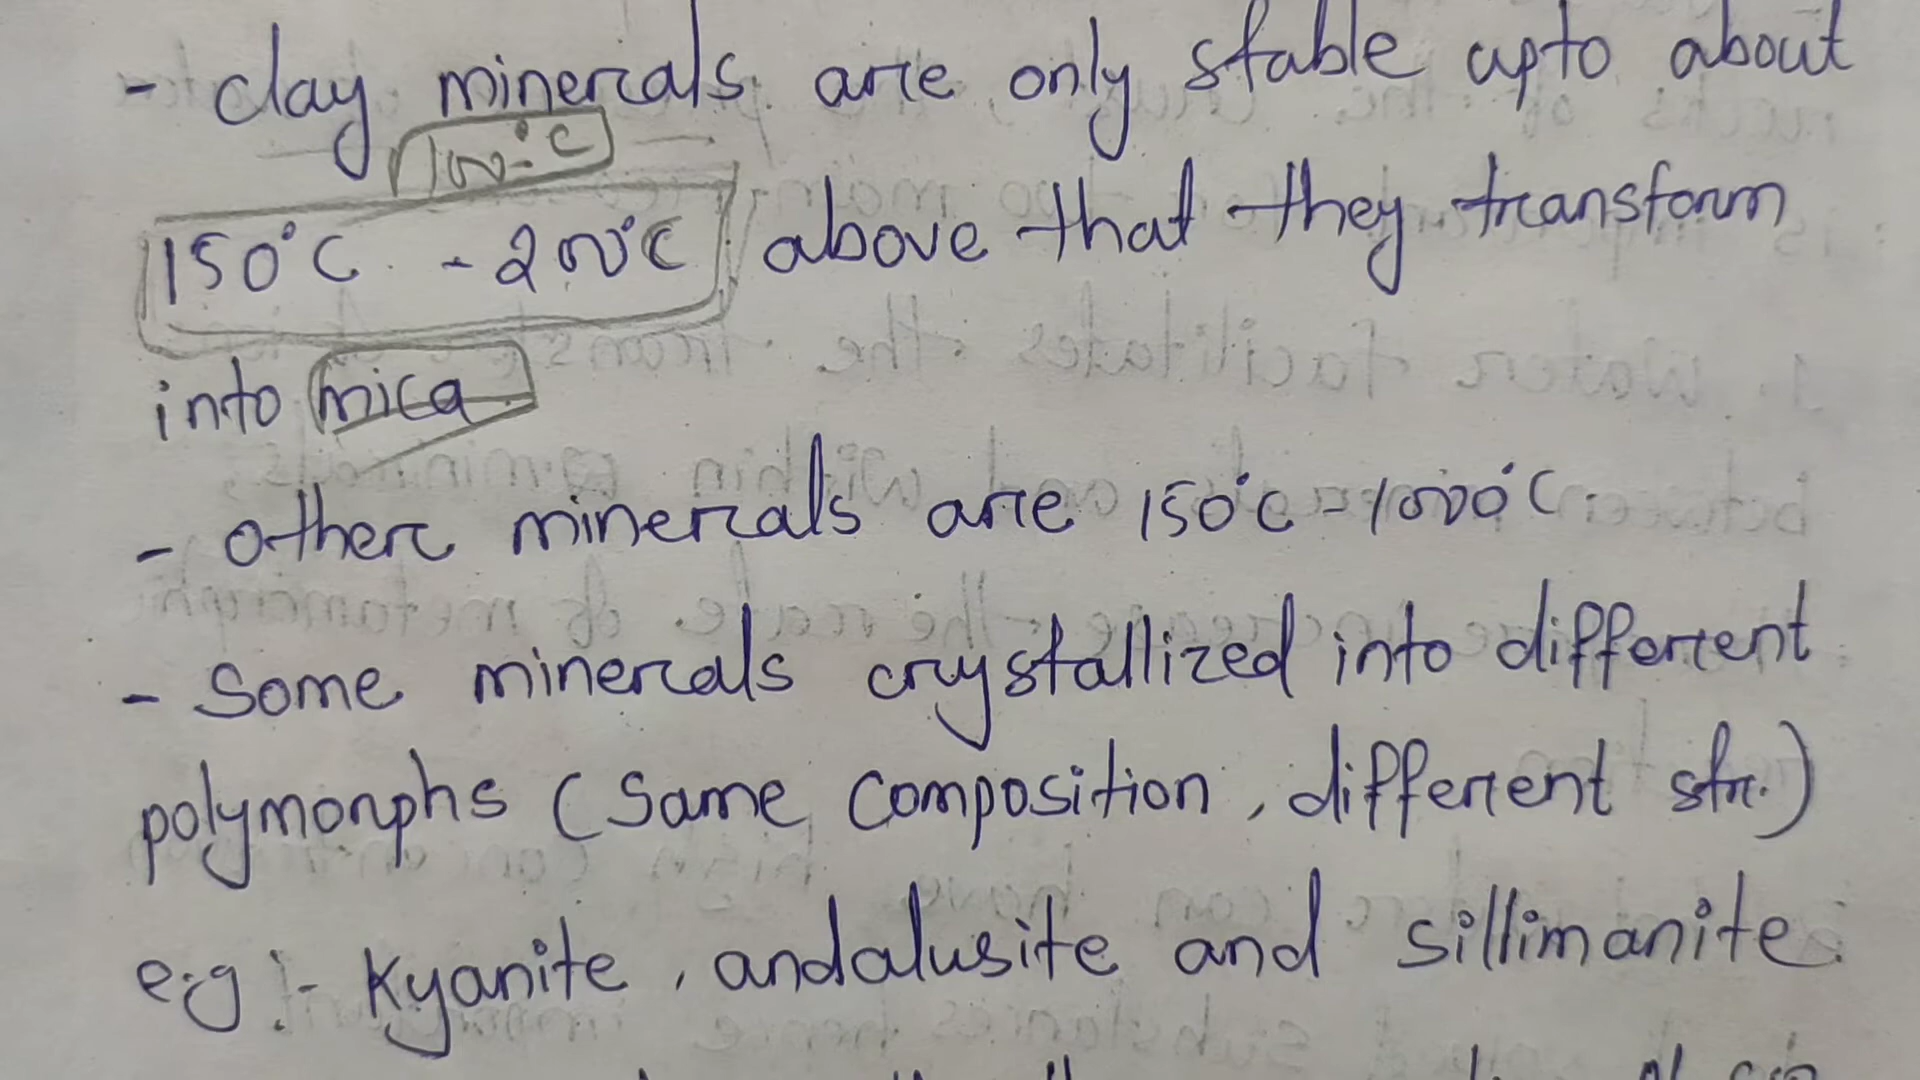 - clay minerals are only stable upto about
100°C
150°C - 200°C above that they transform
into mica
- other minerals are 150°C - 1000°C.
- Some minerals crystallized into different
polymorphs (Same Composition, different str.)
e.g :- Kyanite, andalusite and sillimanite.